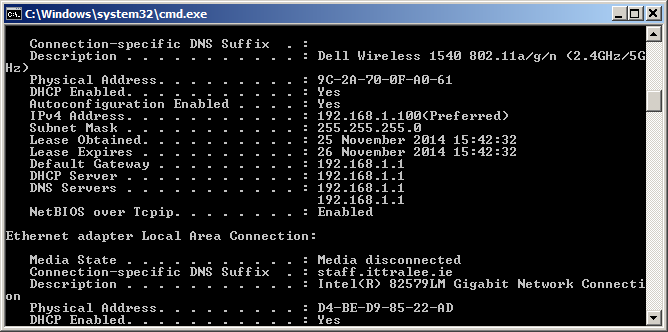 C:\Windows\system32\cmd.exe
Connection-specific DNS Suffix . :
Description . . . . . . . . . . . : Dell Wireless 1540 802.11a/g/n (2.4GHz/5G
Hz)
Physical Address. . . . . . . . . : 9C-2A-70-0F-A0-61
DHCP Enabled. . . . . . . . . . . : Yes
Autoconfiguration Enabled . . . . : Yes
IPv4 Address. . . . . . . . . . . : 192.168.1.100(Preferred)
Subnet Mask . . . . . . . . . . . : 255.255.255.0
Lease Obtained. . . . . . . . . . : 25 November 2014 15:42:32
Lease Expires . . . . . . . . . . : 26 November 2014 15:42:32
Default Gateway . . . . . . . . . : 192.168.1.1
DHCP Server . . . . . . . . . . . : 192.168.1.1
DNS Servers . . . . . . . . . . . : 192.168.1.1
192.168.1.1
NetBIOS over Tcpip. . . . . . . . : Enabled
Ethernet adapter Local Area Connection:
Media State . . . . . . . . . . . : Media disconnected
Connection-specific DNS Suffix . : staff.ittralee.ie
Description . . . . . . . . . . . : Intel(R) 82579LM Gigabit Network Connecti
on
Physical Address. . . . . . . . . : D4-BE-D9-85-22-AD
DHCP Enabled. . . . . . . . . . . : Yes